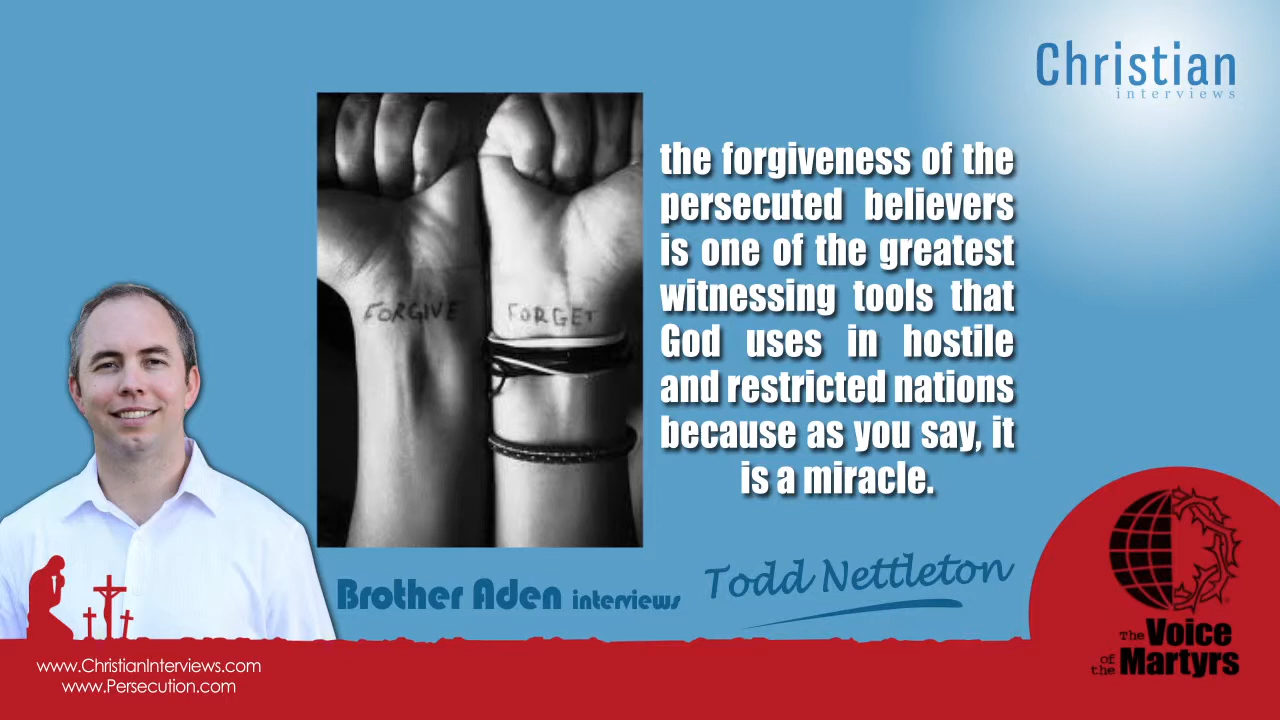 Christian
interviews
the forgiveness of the
persecuted believers
is one of the greatest
witnessing tools that
God uses in hostile
and restricted nations
because as you say, it
is a miracle.
FORGIVE
FORGET
Brother Aden interviews
Todd Nettleton
www.ChristianInterviews.com
www.Persecution.com
The Voice
of the Martyrs